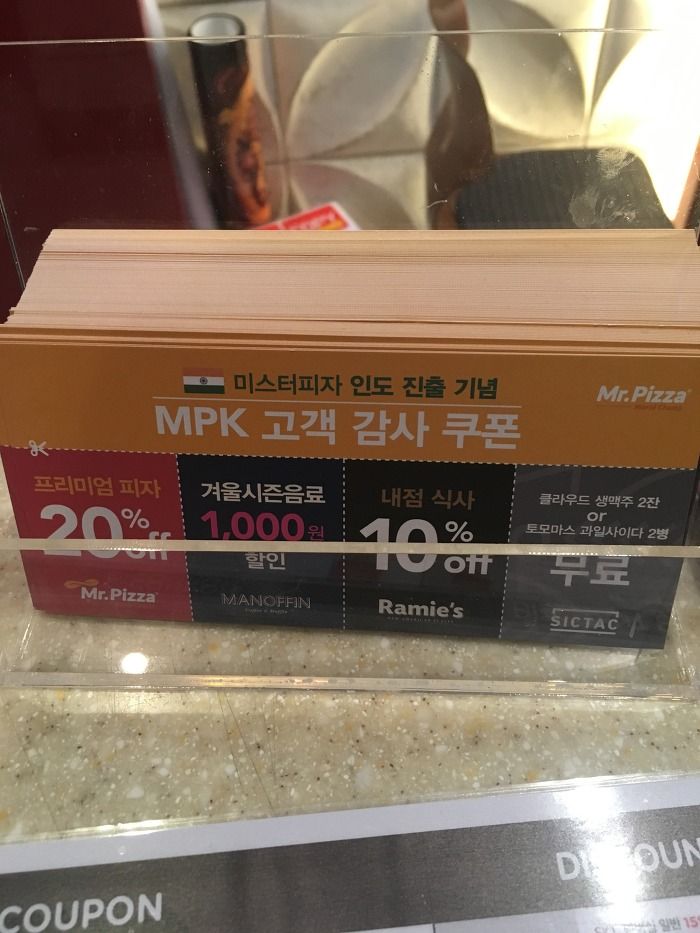 미스터피자 인도 진출 기념
MPK 고객 감사 쿠폰
Mr.Pizza
프리미엄 피자
20% off
Mr.Pizza
겨울시즌음료
1,000원
할인
MANOFFIN
Coffee & Muffin
내점 식사
10% off
Ramie's
클라우드 생맥주 2잔
or
토모마스 과일사이다 2병
무료
SICTAC
COUPON